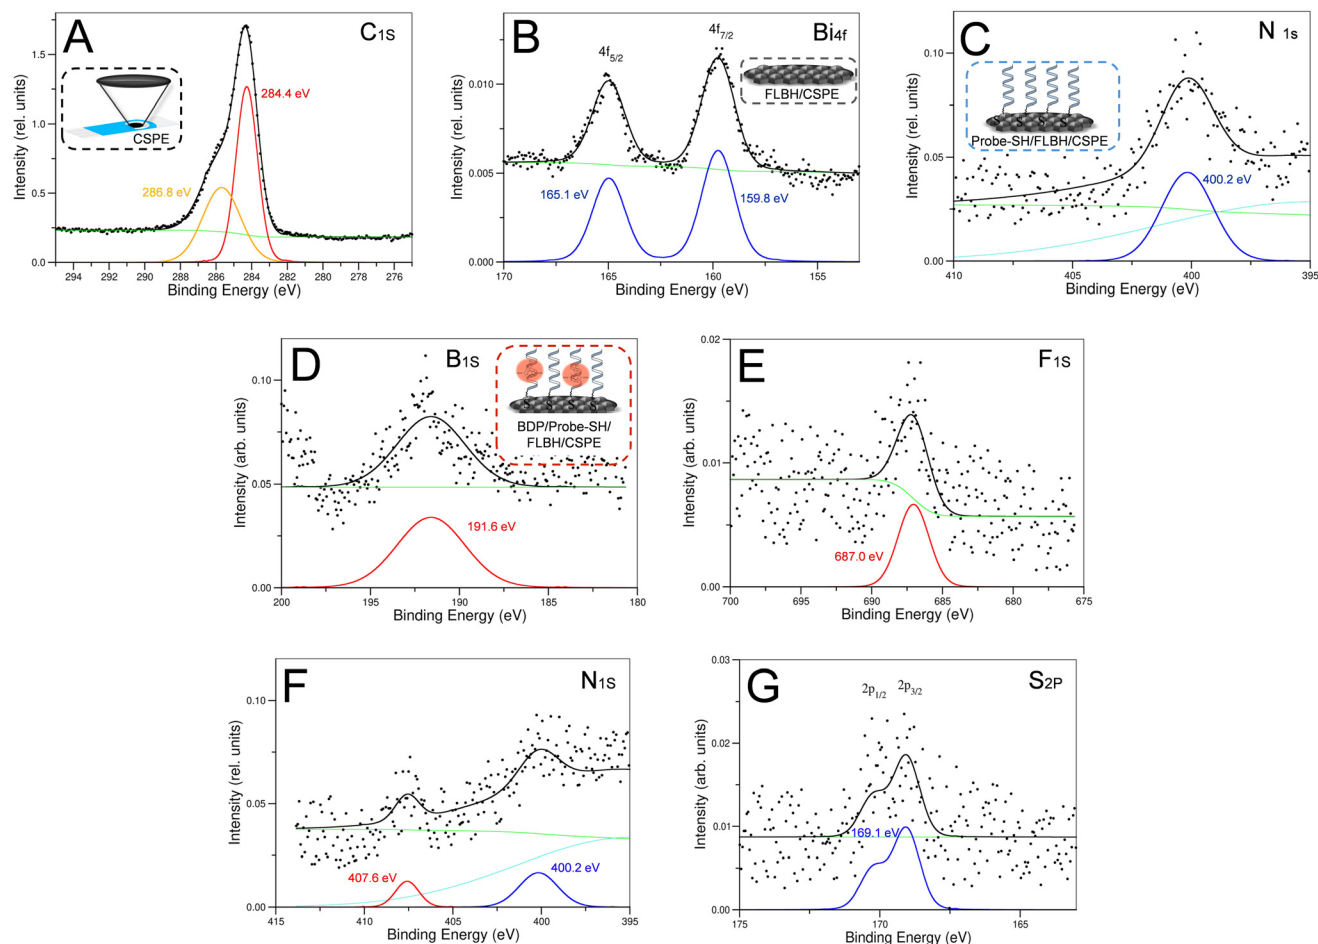 A
C1S
Intensity (rel. units)
1.5
1.0
0.5
0.0
CSPE
284.4 eV
286.8 eV
294 292 290 288 286 284 282 280 278 276
Binding Energy (eV)
B
Bi4f
4f5/2
4f7/2
Intensity (rel. units)
0.010
0.005
0.000
FLBH/CSPE
165.1 eV
159.8 eV
170 165 160 155
Binding Energy (eV)
C
N 1s
Intensity (rel. units)
0.10
0.05
0.00
S S S S
Probe-SH/FLBH/CSPE
400.2 eV
410 405 400 395
Binding Energy (eV)
D
B1S
Intensity (arb. units)
0.10
0.05
0.00
S S S S
BDP/Probe-SH/
FLBH/CSPE
191.6 eV
200 195 190 185 180
Binding Energy (eV)
E
F1S
Intensity (arb. units)
0.02
0.01
0.00
687.0 eV
700 695 690 685 680 675
Binding Energy (eV)
F
N1S
Intensity (rel. units)
0.10
0.05
0.00
407.6 eV
400.2 eV
415 410 405 400 395
Binding Energy (eV)
G
S2P
2p1/2
2p3/2
Intensity (arb. units)
0.03
0.02
0.01
0.00
169.1 eV
175 170 165
Binding Energy (eV)